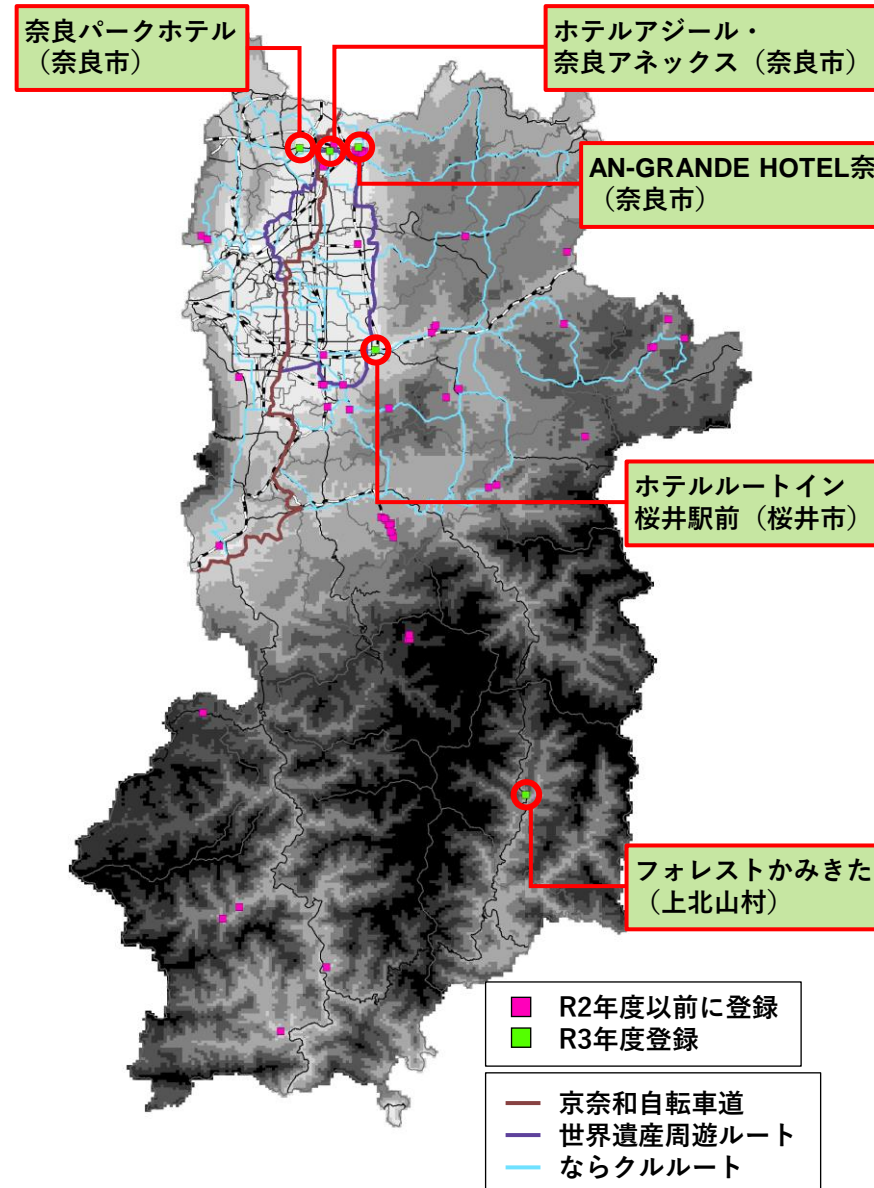 奈良パークホテル
（奈良市）
ホテルアジール・
奈良アネックス（奈良市）
AN-GRANDE HOTEL奈
（奈良市）
ホテルルートイン
桜井駅前（桜井市）
フォレストかみきた
（上北山村）
R2年度以前に登録
R3年度登録
京奈和自転車道
世界遺産周遊ルート
ならクルルート